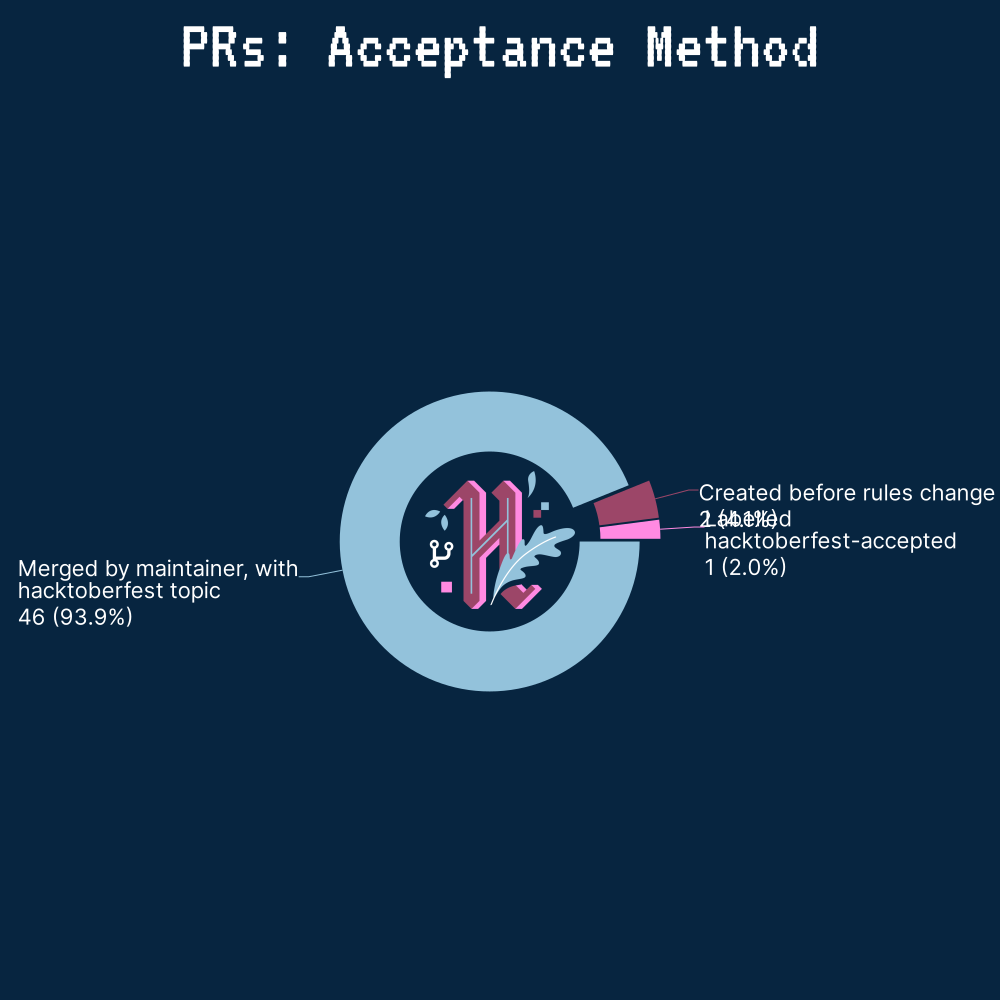 PRs: Acceptance Method
Created before rules change
2 (4.1%)
Labelled
hacktoberfest-accepted
1 (2.0%)
Merged by maintainer, with
hacktoberfest topic
46 (93.9%)